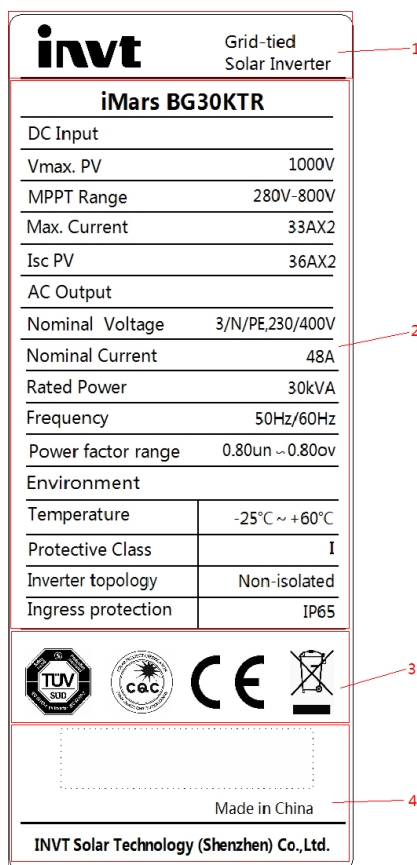 invt
Grid-tied
Solar Inverter
1
iMars BG30KTR
DC Input
Vmax. PV 1000V
MPPT Range 280V-800V
Max. Current 33AX2
Isc PV 36AX2
AC Output
Nominal Voltage 3/N/PE,230/400V
2
Nominal Current 48A
Rated Power 30kVA
Frequency 50Hz/60Hz
Power factor range 0.80un ~0.80ov
Environment
Temperature -25℃ ~ +60℃
Protective Class I
Inverter topology Non-isolated
Ingress protection IP65
TÜV
SÜD
CQC
CE
3
Made in China
4
INVT Solar Technology (Shenzhen) Co.,Ltd.